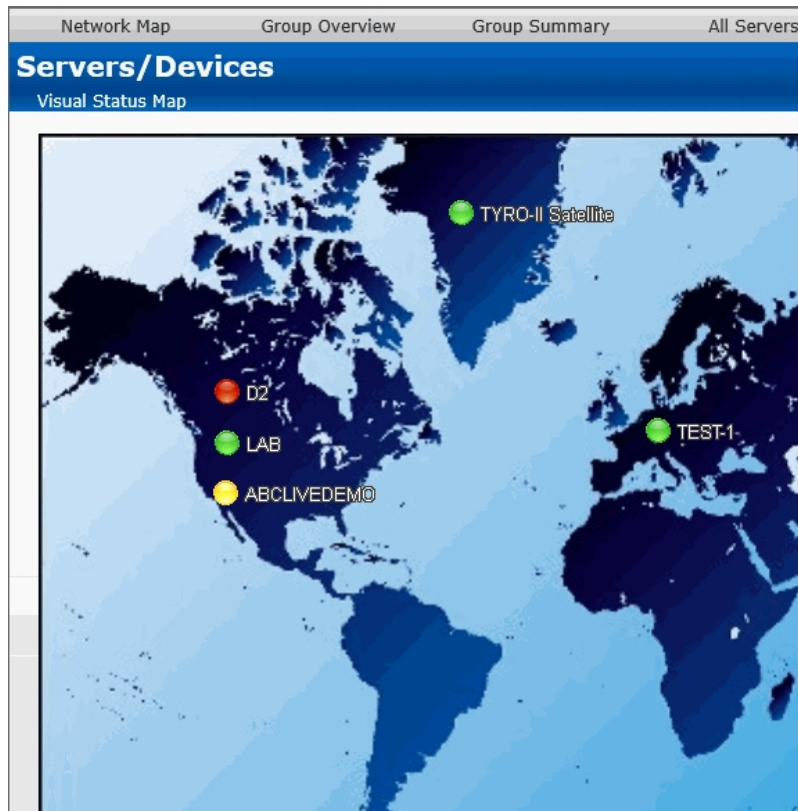 Network Map Group Overview Group Summary All Servers
Servers/Devices
Visual Status Map
TYRO-II Satellite
D2
TEST-1
LAB
ABCLIVEDEMO